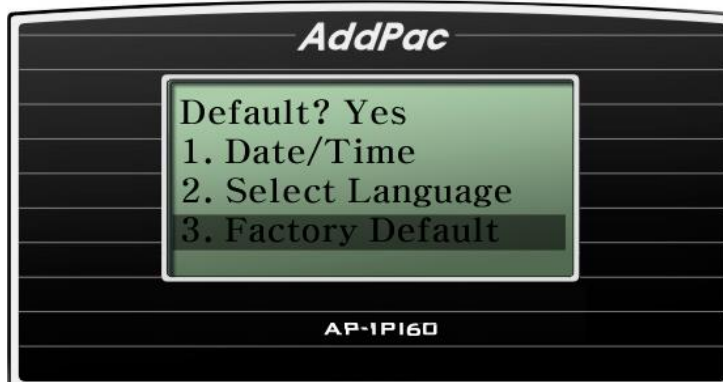 AddPac
Default? Yes
1. Date/Time
2. Select Language
3. Factory Default
AP-IP160